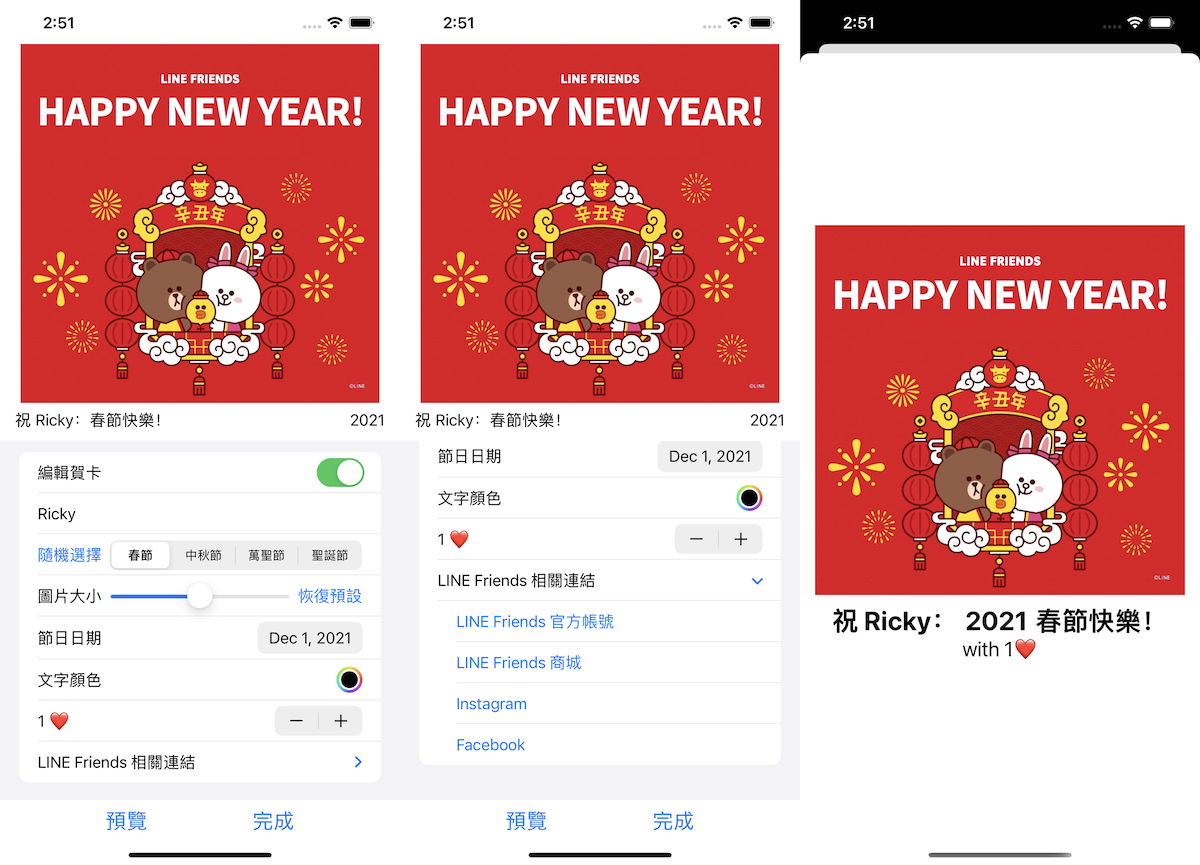 2:51
LINE FRIENDS
HAPPY NEW YEAR!
辛丑年
©LINE
祝 Ricky：春節快樂！ 2021
編輯賀卡
Ricky
隨機選擇 春節 中秋節 萬聖節 聖誕節
圖片大小 恢復預設
節日日期 Dec 1, 2021
文字顏色
1 ❤️ − +
LINE Friends 相關連結
預覽 完成
2:51
LINE FRIENDS
HAPPY NEW YEAR!
辛丑年
©LINE
祝 Ricky：春節快樂！ 2021
節日日期 Dec 1, 2021
文字顏色
1 ❤️ − +
LINE Friends 相關連結
LINE Friends 官方帳號
LINE Friends 商城
Instagram
Facebook
預覽 完成
2:51
LINE FRIENDS
HAPPY NEW YEAR!
辛丑年
©LINE
祝 Ricky： 2021 春節快樂！
with 1❤️